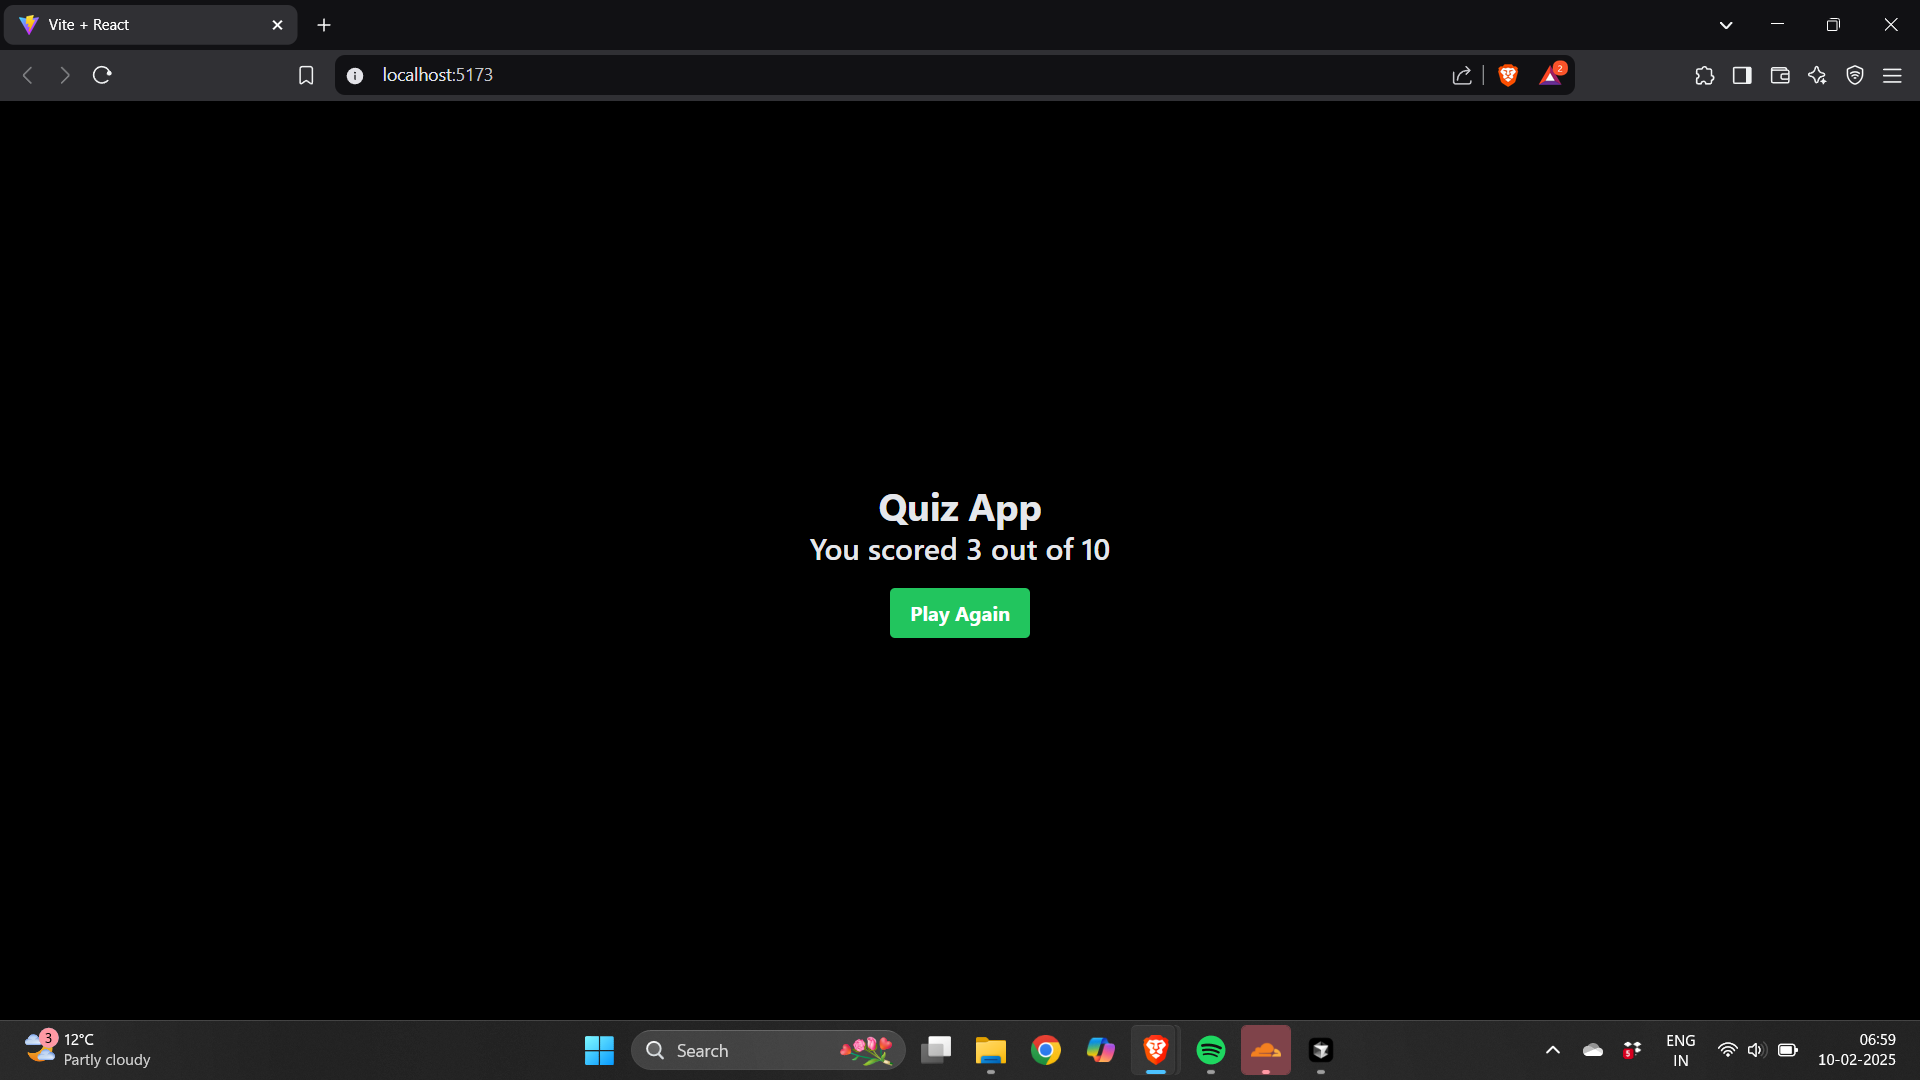 Vite + React
localhost:5173
2
Quiz App
You scored 3 out of 10
Play Again
3
12°C
Partly cloudy
Search
5
ENG
IN
06:59
10-02-2025